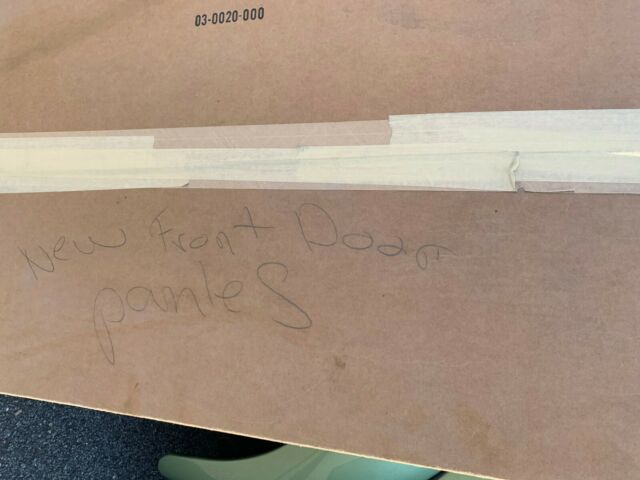 03-0020-000
New Front Door
panles